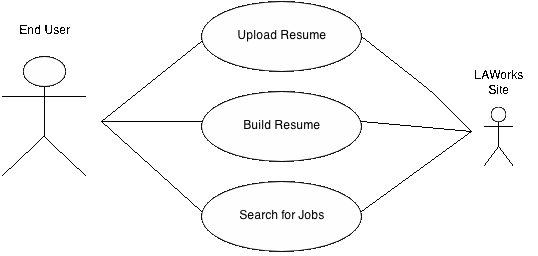 End User
Upload Resume
LAWorks
Site
Build Resume
Search for Jobs